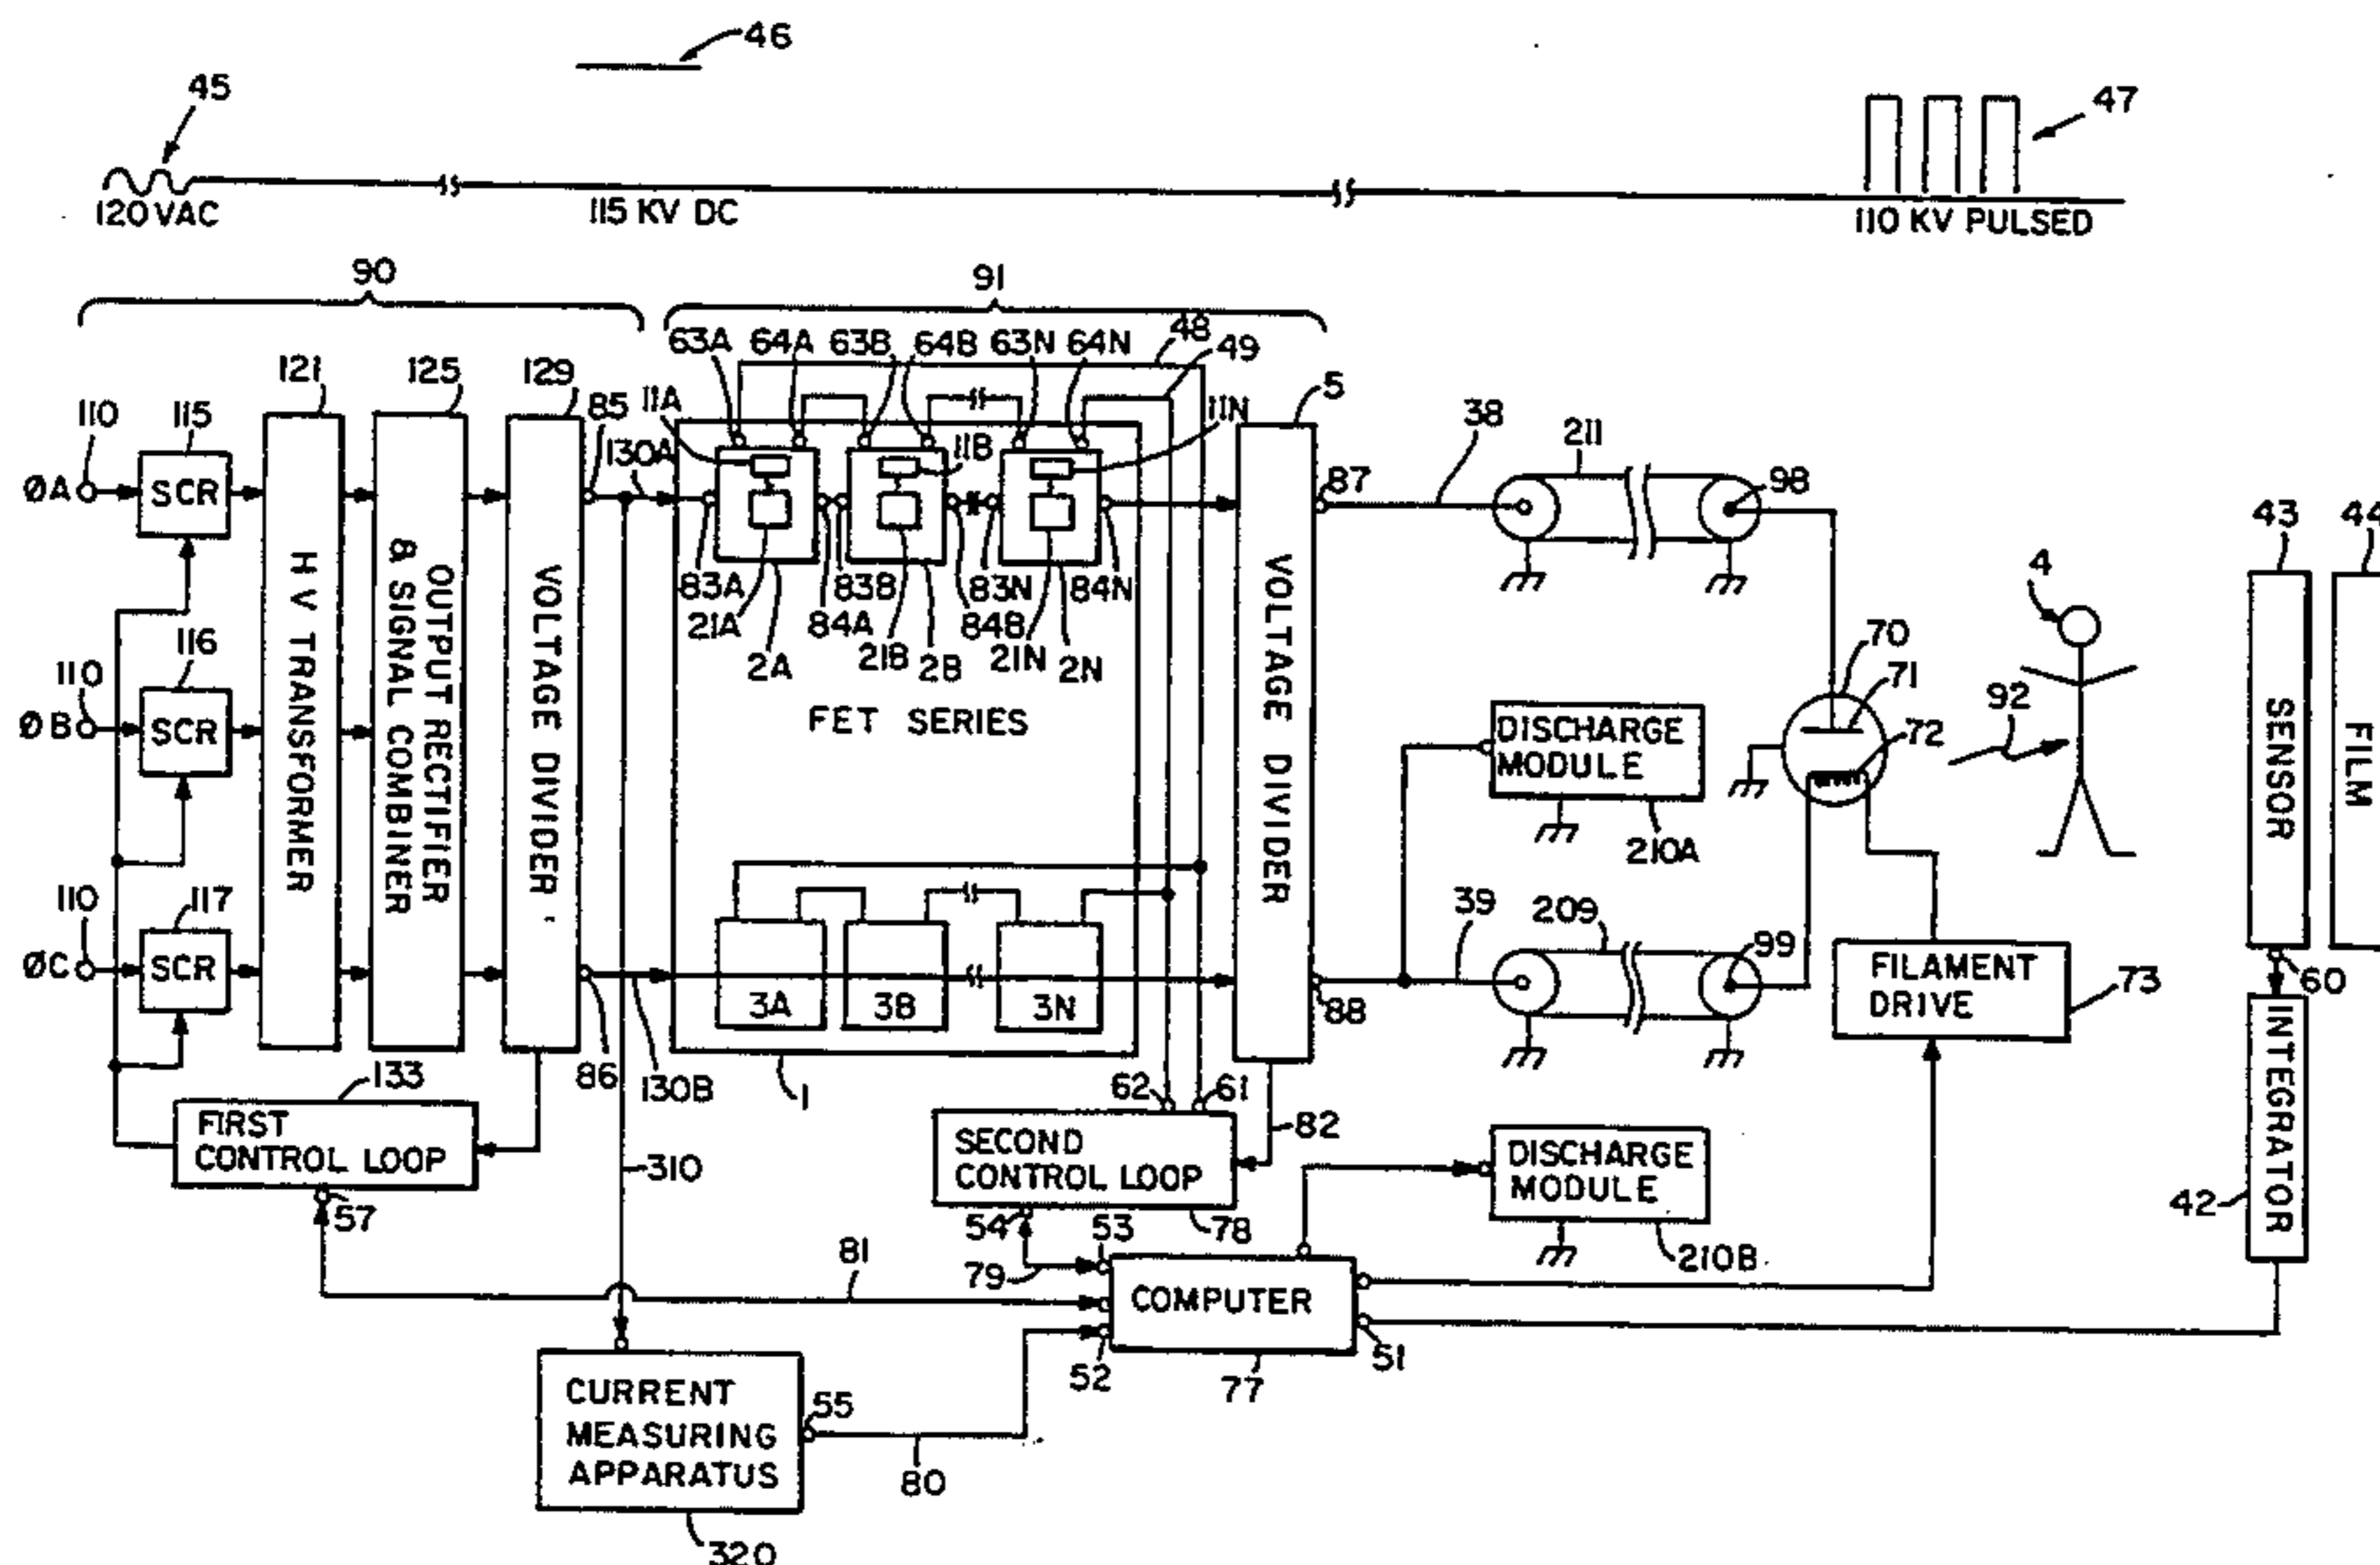 46
45
47
120 VAC
115 KV DC
110 KV PULSED
90
91
63A 64A 63B 64B 63N 64N
48
49
121
125
129
85
11A
130A
11B
11N
5
38
211
98
110
ØA
115
SCR
87
83A
84A
83B
84B
83N
84N
21A
2A
21B
2B
21N
2N
43
44
4
70
71
72
92
110
ØB
116
SCR
HV TRANSFORMER
OUTPUT RECTIFIER
& SIGNAL COMBINER
VOLTAGE DIVIDER
FET SERIES
VOLTAGE DIVIDER
DISCHARGE
MODULE
210A
SENSOR
FILM
110
ØC
117
SCR
3A
3B
3N
39
209
99
88
FILAMENT
DRIVE
73
60
86
130B
1
62
61
82
133
FIRST
CONTROL LOOP
57
310
SECOND
CONTROL LOOP
78
54
53
79
DISCHARGE
MODULE
210B
INTEGRATOR
42
81
COMPUTER
52
77
51
CURRENT
MEASURING
APPARATUS
55
80
320